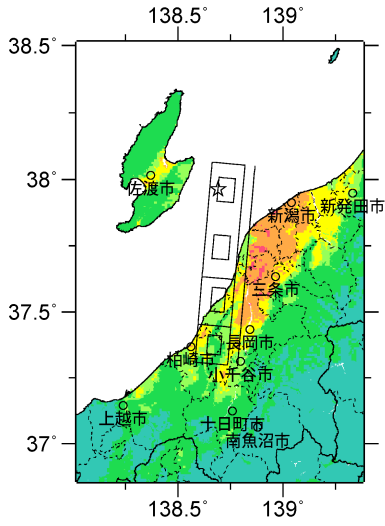 138.5° 139°
38.5°
38°
佐渡市
新発田市
新潟市
三条市
37.5°
長岡市
柏崎市
小千谷市
上越市
十日町市
南魚沼市
37°
138.5° 139°